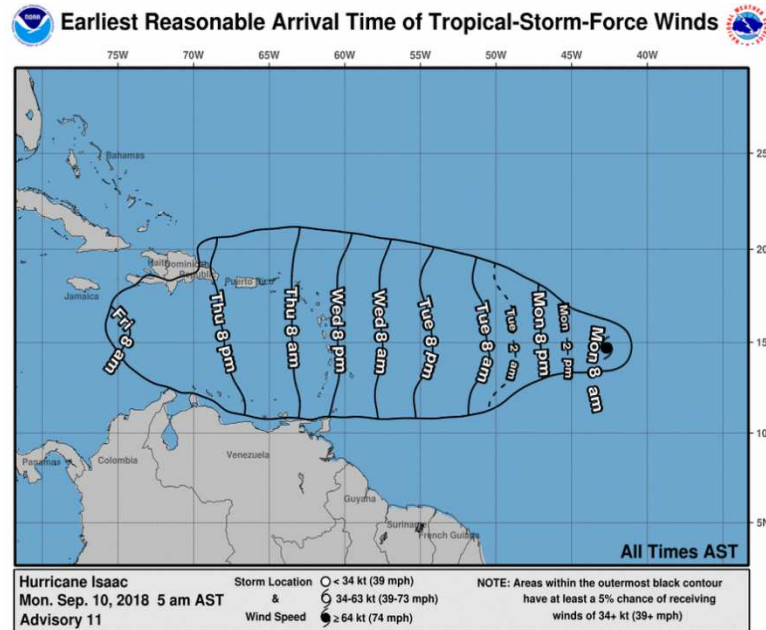 NOAA
Earliest Reasonable Arrival Time of Tropical-Storm-Force Winds
75W 70W 65W 60W 55W 50W 45W 40W
25
Bahamas
20
Haiti
Dominican Republic
Puerto Rico
Jamaica
Fri 8 am
Thu 8 pm
Thu 8 am
Wed 8 pm
Wed 8 am
Tue 8 pm
Tue 8 am
Tue 2 am
Mon 8 pm
Mon 2 pm
Mon 8 am
15
10
Panama
Colombia
Venezuela
Guyana
Suriname
French Guiana
5N
All Times AST
Hurricane Isaac
Mon. Sep. 10, 2018 5 am AST
Advisory 11
Storm Location
&
Wind Speed
< 34 kt (39 mph)
34-63 kt (39-73 mph)
≥ 64 kt (74 mph)
NOTE: Areas within the outermost black contour
have at least a 5% chance of receiving
winds of 34+ kt (39+ mph)